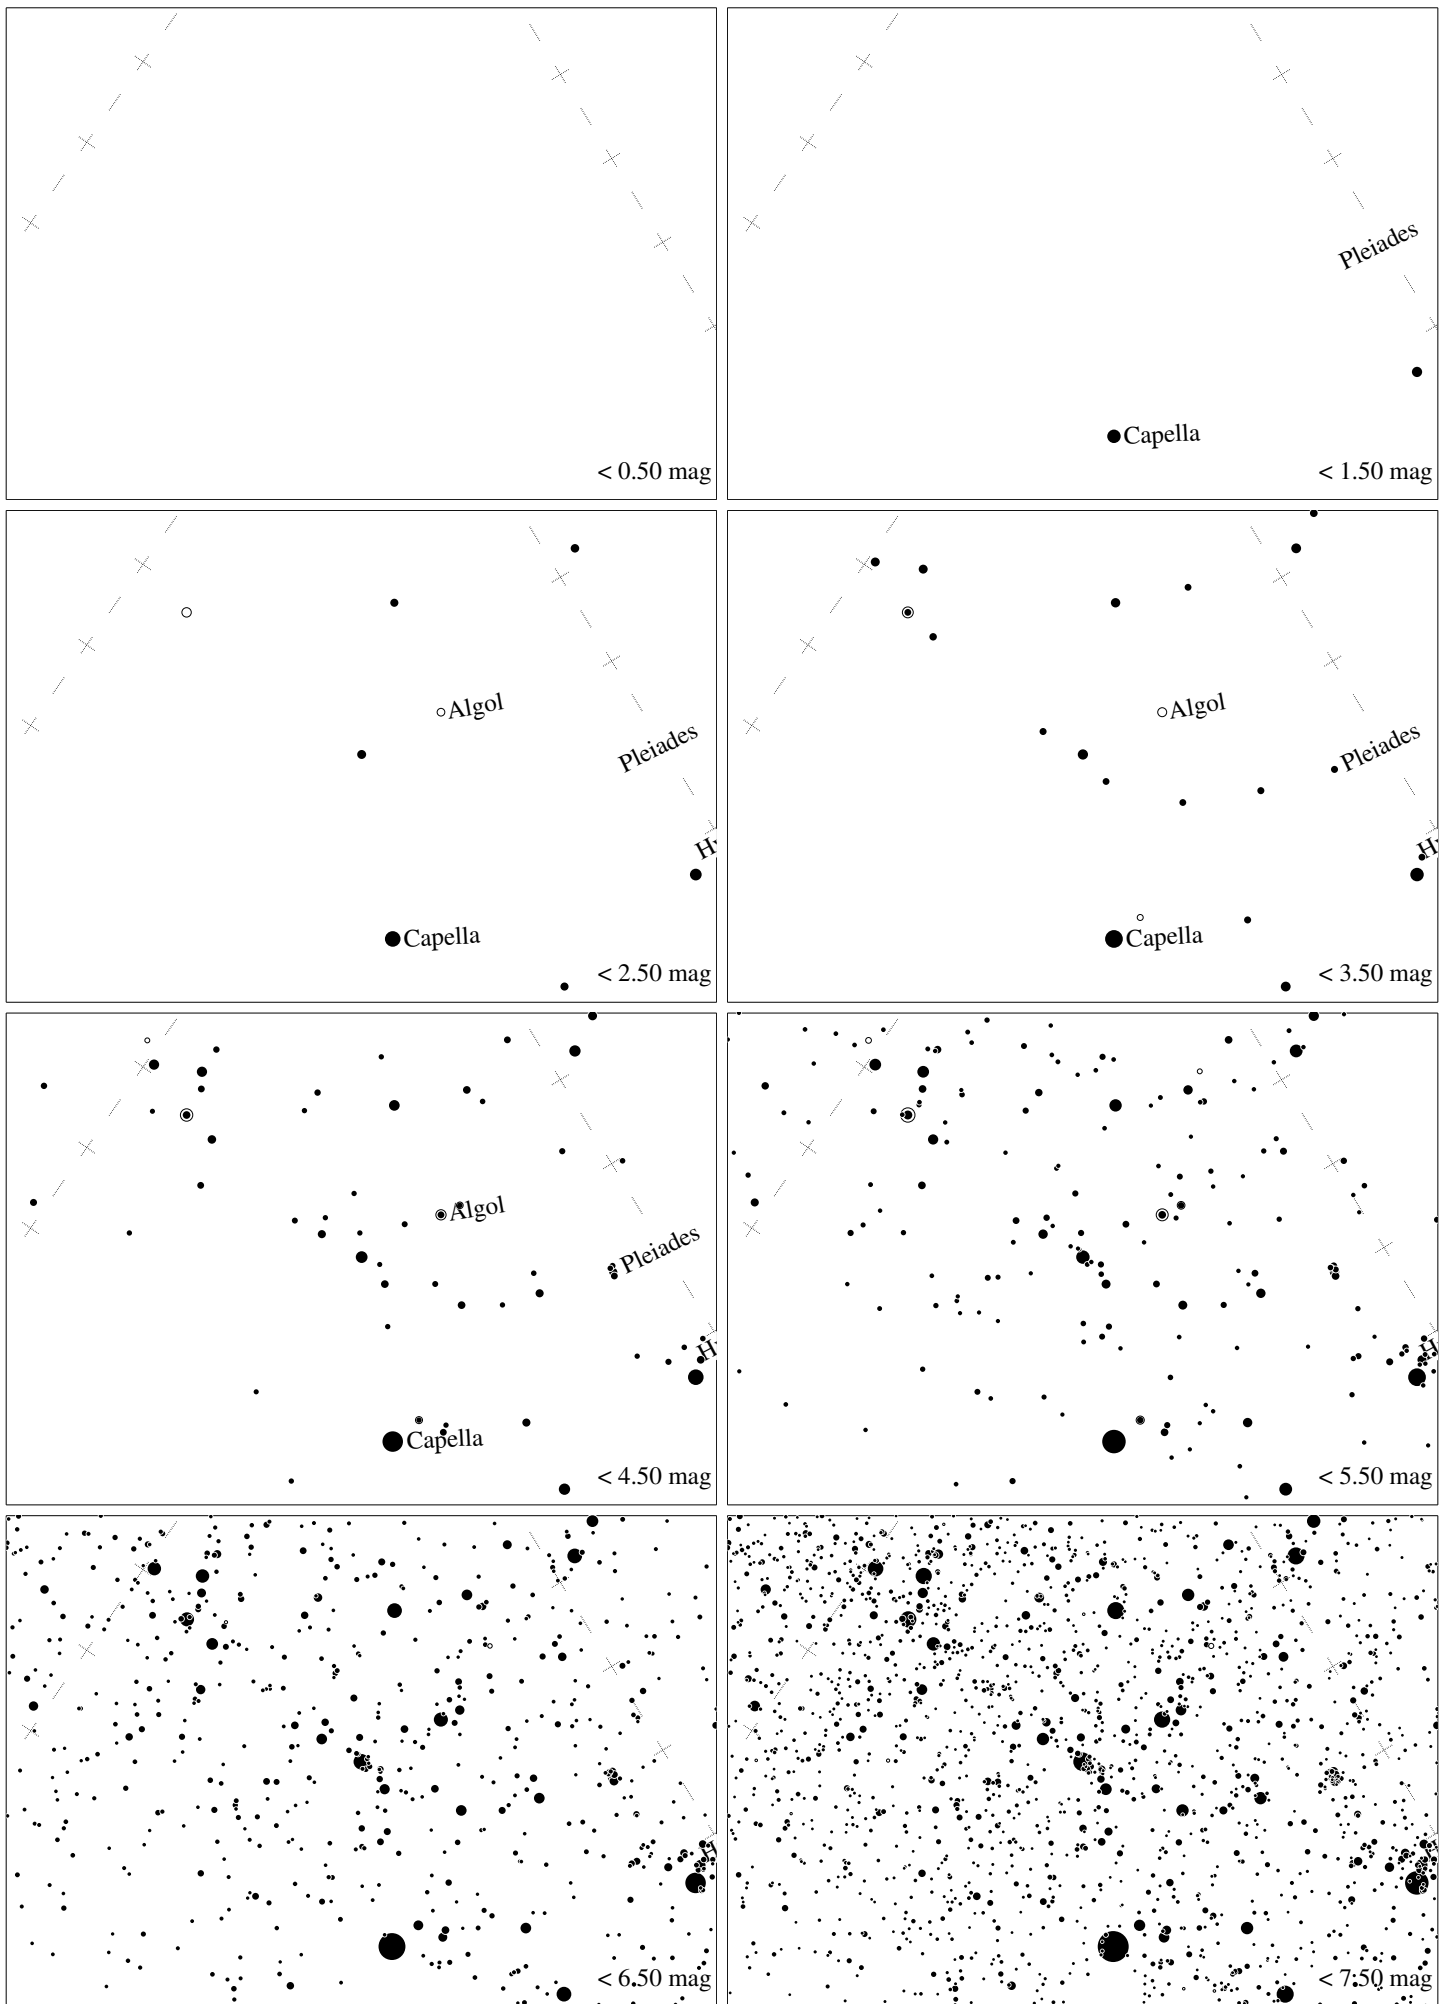 < 0.50 mag
Pleiades
Capella
< 1.50 mag
Algol
Pleiades
Capella
< 2.50 mag
Algol
Pleiades
Capella
< 3.50 mag
Algol
Pleiades
Capella
< 4.50 mag
< 5.50 mag
< 6.50 mag
< 7.50 mag